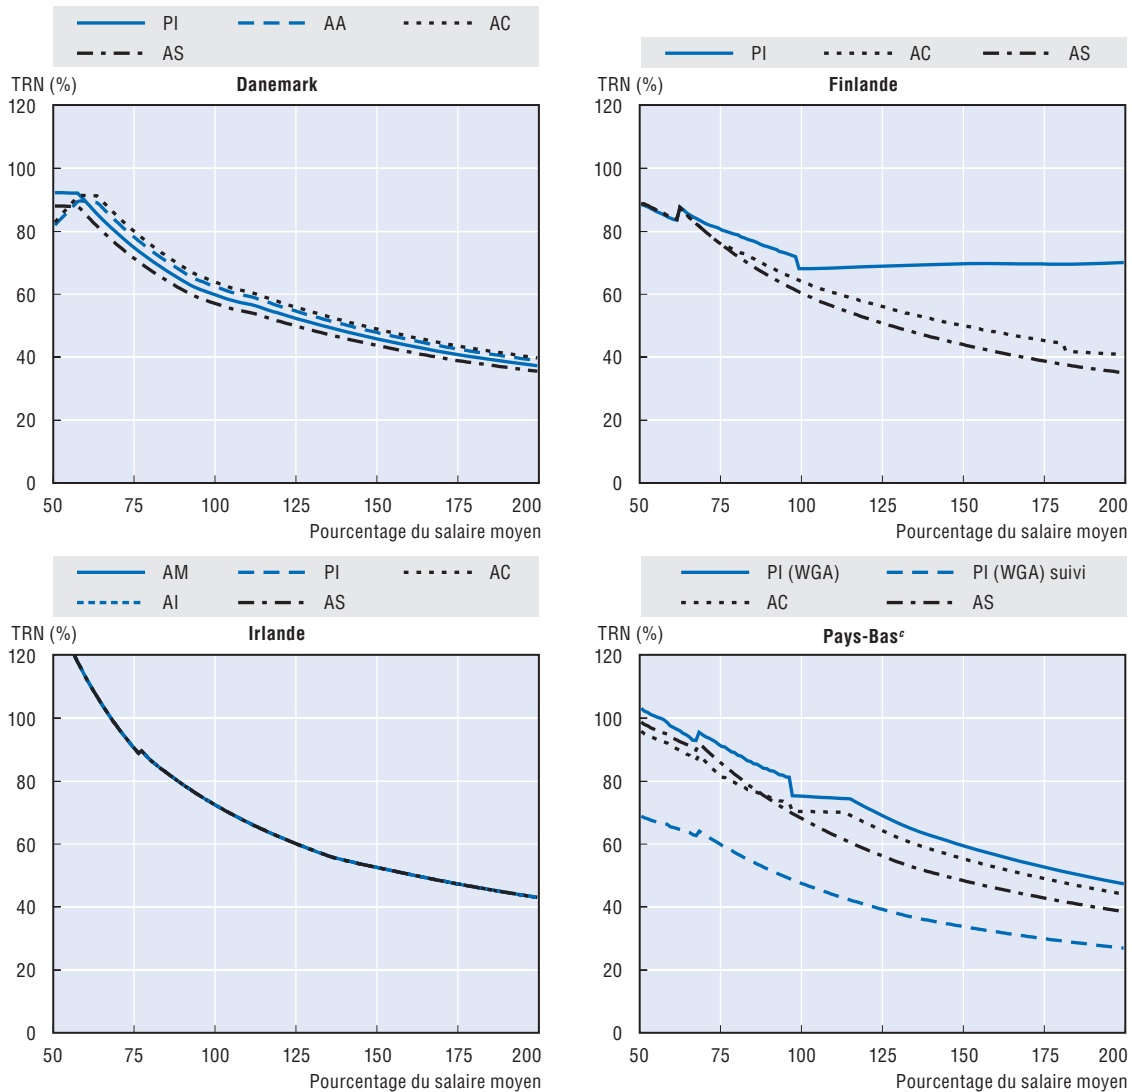 PI AA AC
AS
TRN (%) Danemark
120
100
80
60
40
20
0
50 75 100 125 150 175 200
Pourcentage du salaire moyen
PI AC AS
TRN (%) Finlande
120
100
80
60
40
20
0
50 75 100 125 150 175 200
Pourcentage du salaire moyen
AM PI AC
AI AS
TRN (%) Irlande
120
100
80
60
40
20
0
50 75 100 125 150 175 200
Pourcentage du salaire moyen
PI (WGA) PI (WGA) suivi
AC AS
TRN (%) Pays-Basᶜ
120
100
80
60
40
20
0
50 75 100 125 150 175 200
Pourcentage du salaire moyen